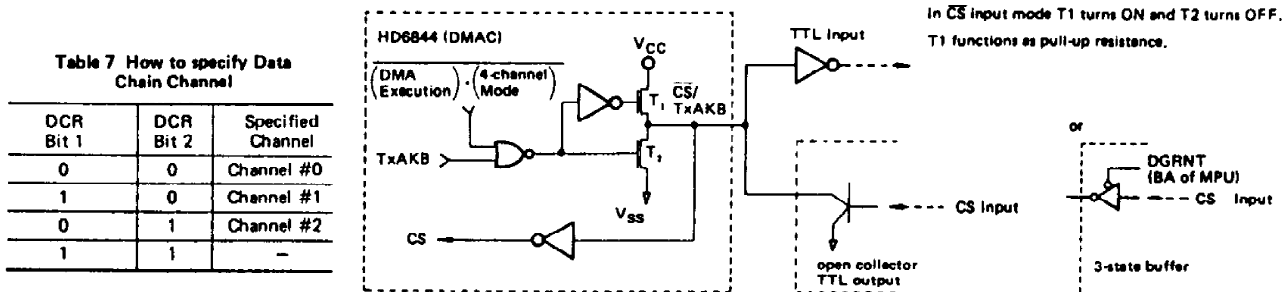 Table 7 How to specify Data
Chain Channel
DCR Bit 1 DCR Bit 2 Specified Channel
0 0 Channel #0
1 0 Channel #1
0 1 Channel #2
1 1 –
HD6844 (DMAC)
(DMA Execution) · (4-channel Mode)
TxAKB
VCC
T1
CS/
TxAKB
T2
VSS
CS
TTL Input
In CS input mode T1 turns ON and T2 turns OFF.
T1 functions as pull-up resistance.
CS Input
open collector
TTL output
or
DGRNT
(BA of MPU)
CS Input
3-state buffer